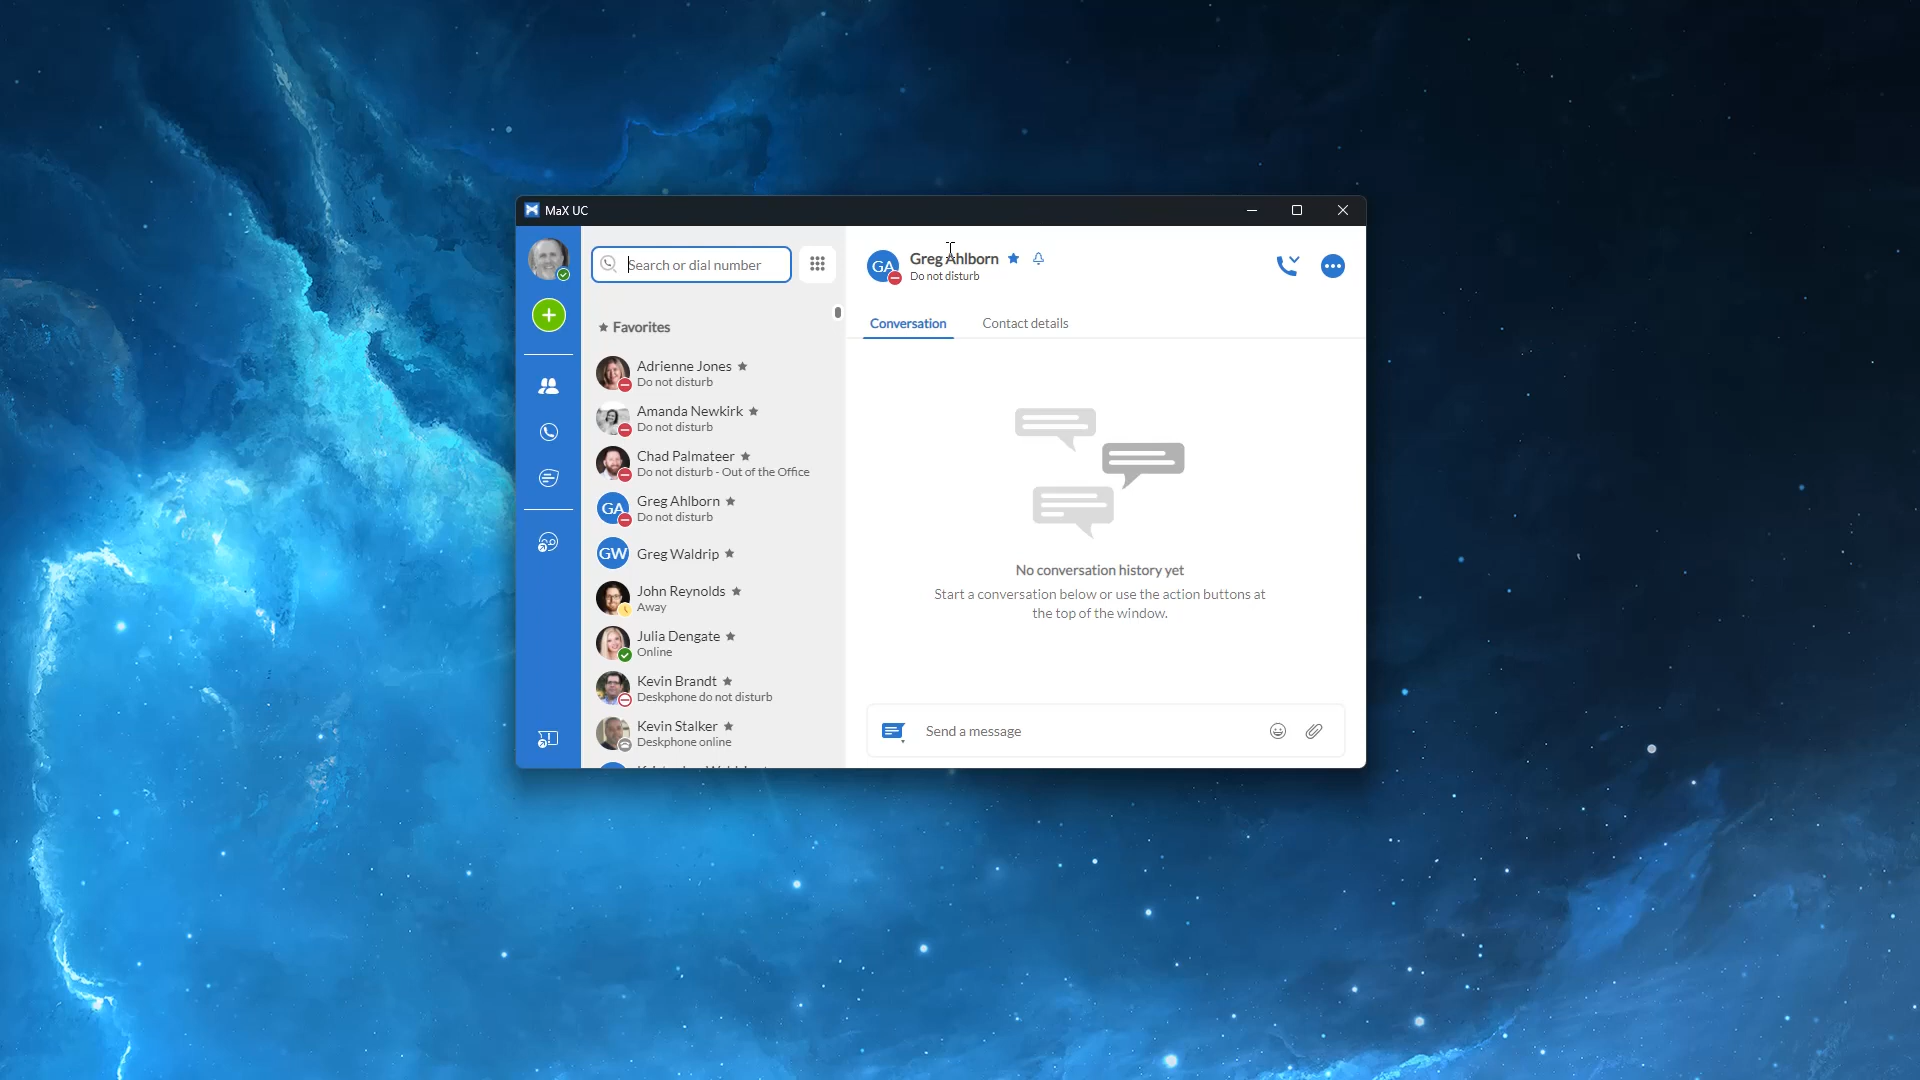 MaX UC
Search or dial number
Favorites
Adrienne Jones
Do not disturb
Amanda Newkirk
Do not disturb
Chad Palmateer
Do not disturb - Out of the Office
GA
Greg Ahlborn
Do not disturb
GW
Greg Waldrip
John Reynolds
Away
Julia Dengate
Online
Kevin Brandt
Deskphone do not disturb
Kevin Stalker
Deskphone online
GA
Greg Ahlborn
Do not disturb
Conversation
Contact details
No conversation history yet
Start a conversation below or use the action buttons at
the top of the window.
Send a message